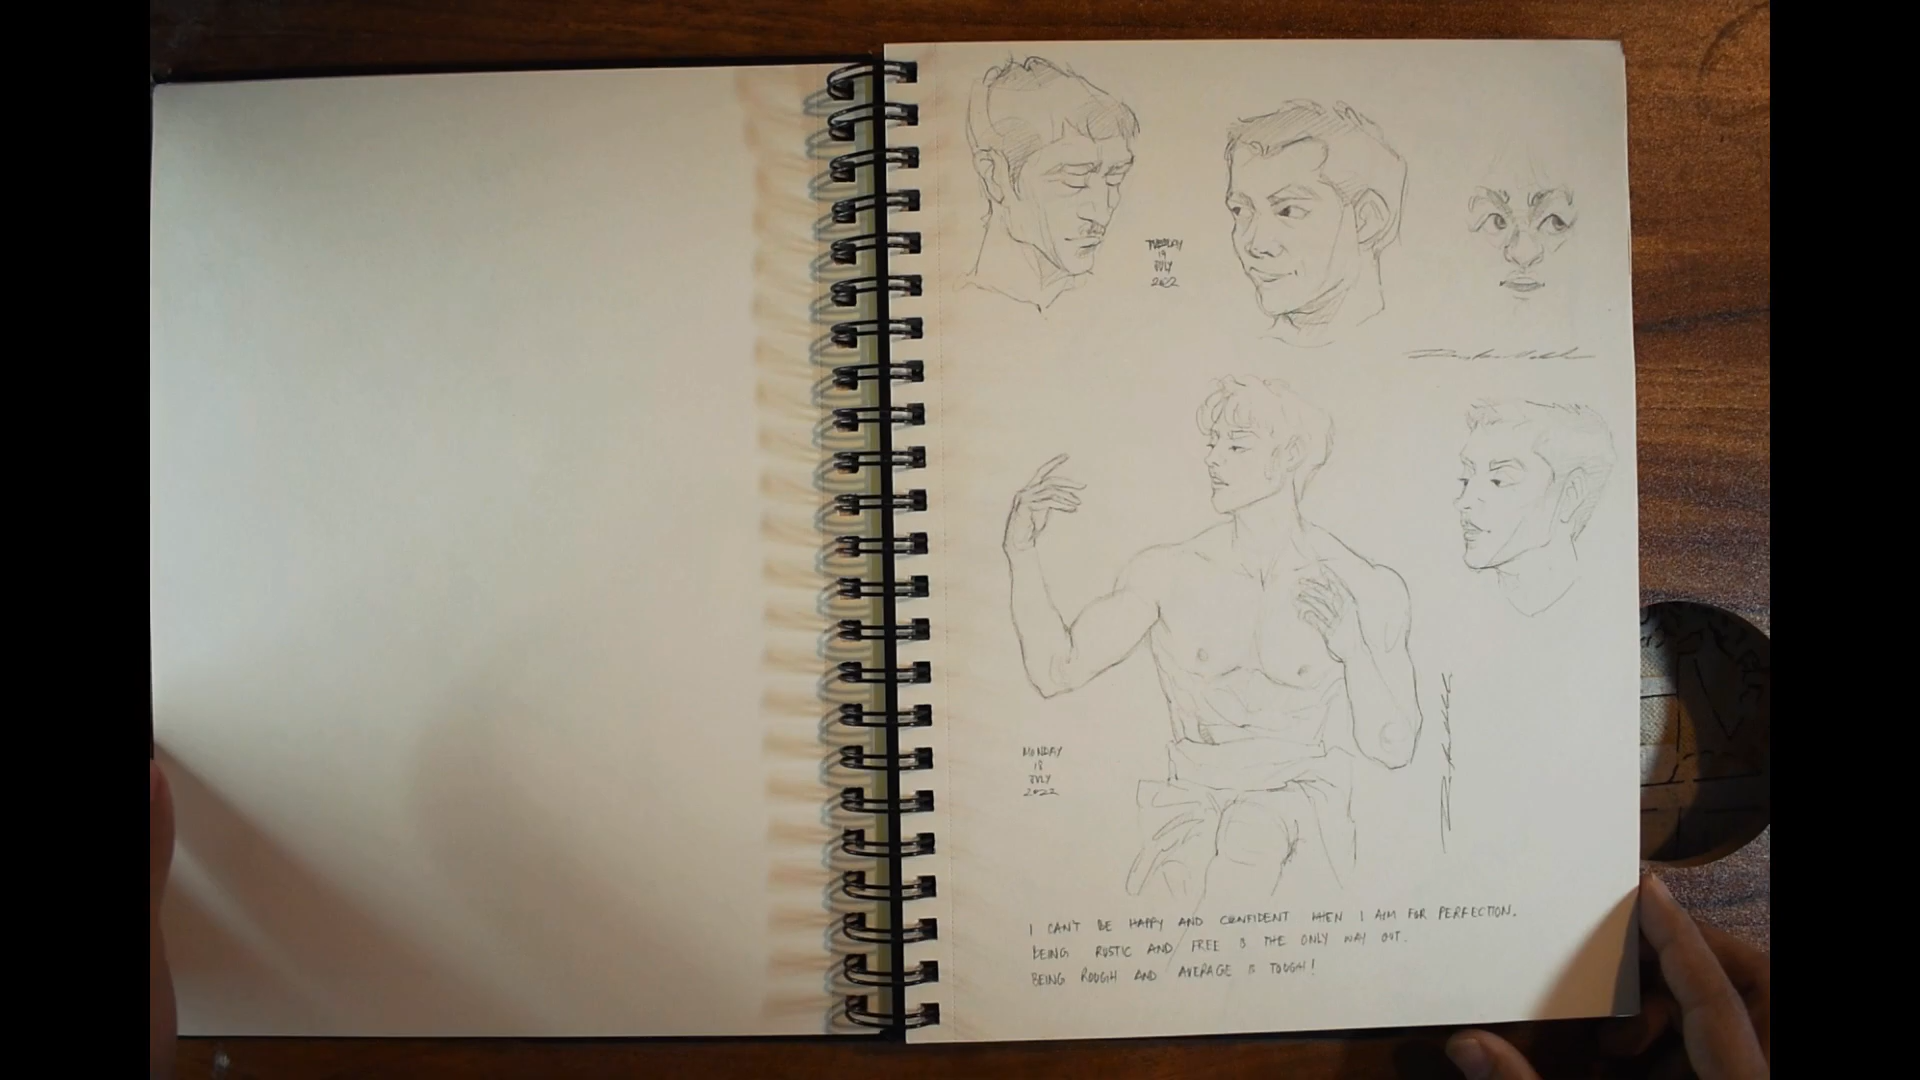 TUESDAY
19
JULY
2022
MONDAY
18
JULY
2022
I CAN'T BE HAPPY AND CONFIDENT WHEN I AIM FOR PERFECTION.
BEING RUSTIC AND FREE IS THE ONLY WAY OUT.
BEING ROUGH AND AVERAGE IS TOUGH!